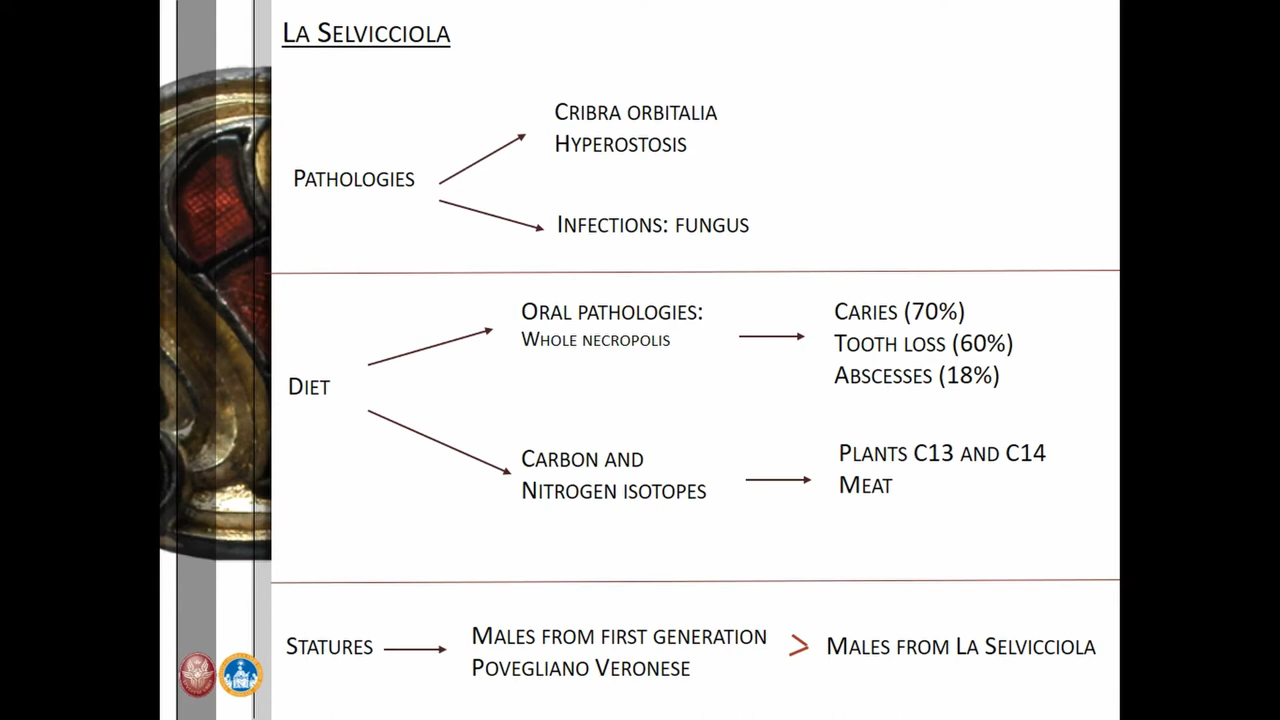 La Selvicciola
Cribra orbitalia
Hyperostosis
Pathologies
Infections: fungus
Oral pathologies:
Whole necropolis
Caries (70%)
Tooth loss (60%)
Abscesses (18%)
Diet
Carbon and
Nitrogen isotopes
Plants C13 and C14
Meat
Statures
Males from first generation
Povegliano Veronese
>
Males from La Selvicciola